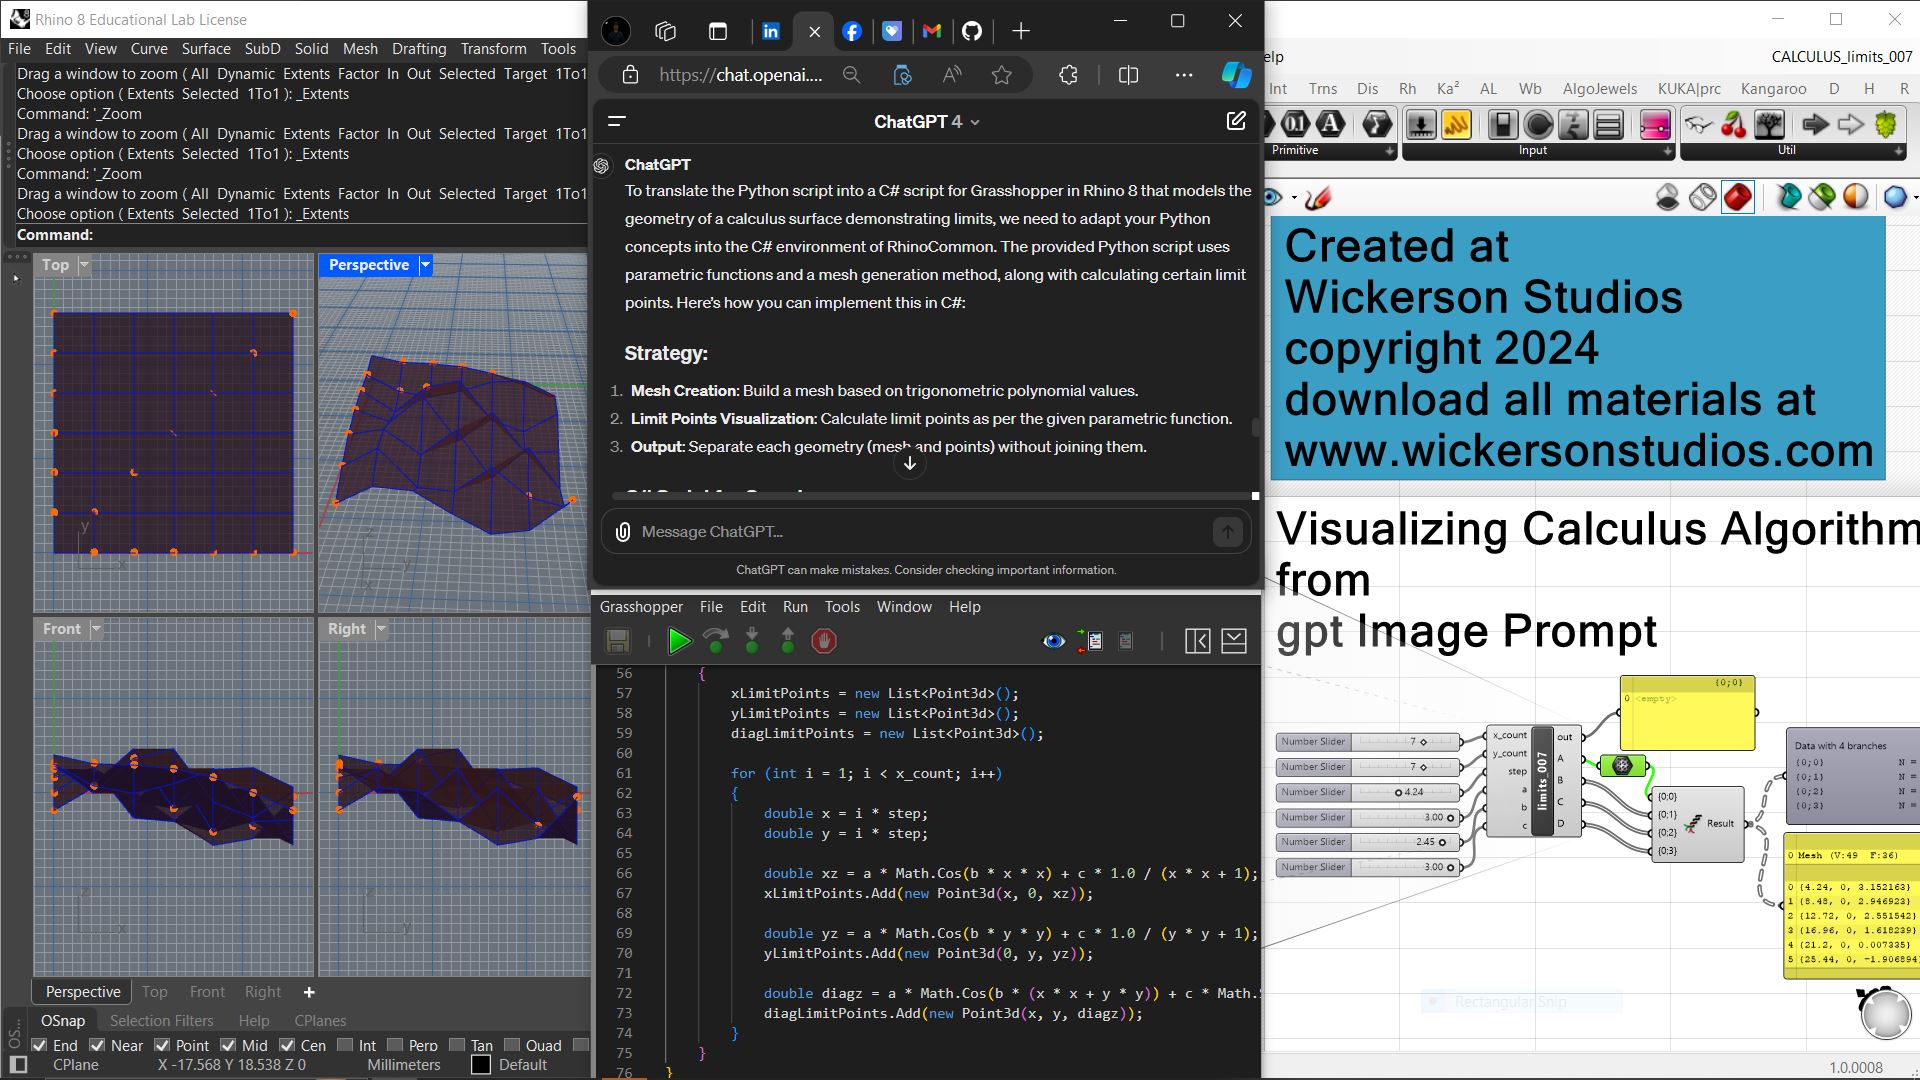 Rhino 8 Educational Lab License
File Edit View Curve Surface SubD Solid Mesh Drafting Transform Tools
Drag a window to zoom ( All Dynamic Extents Factor In Out Selected Target 1To1
Choose option ( Extents Selected 1To1 ): _Extents
Command: '_Zoom
Drag a window to zoom ( All Dynamic Extents Factor In Out Selected Target 1To1
Choose option ( Extents Selected 1To1 ): _Extents
Command: '_Zoom
Drag a window to zoom ( All Dynamic Extents Factor In Out Selected Target 1To1
Choose option ( Extents Selected 1To1 ): _Extents
Command:
Top
Perspective
y
x
z
y
x
Front
Right
z
x
z
y
Perspective Top Front Right +
OS...
OSnap Selection Filters Help CPlanes
End Near Point Mid Cen Int Perp Tan Quad
CPlane X -17.568 Y 18.538 Z 0 Millimeters Default
https://chat.openai....
ChatGPT 4
ChatGPT
To translate the Python script into a C# script for Grasshopper in Rhino 8 that models the
geometry of a calculus surface demonstrating limits, we need to adapt your Python
concepts into the C# environment of RhinoCommon. The provided Python script uses
parametric functions and a mesh generation method, along with calculating certain limit
points. Here's how you can implement this in C#:
Strategy:
1. Mesh Creation: Build a mesh based on trigonometric polynomial values.
2. Limit Points Visualization: Calculate limit points as per the given parametric function.
3. Output: Separate each geometry (mesh and points) without joining them.
Message ChatGPT...
ChatGPT can make mistakes. Consider checking important information.
Grasshopper File Edit Run Tools Window Help
56 {
57 xLimitPoints = new List<Point3d>();
58 yLimitPoints = new List<Point3d>();
59 diagLimitPoints = new List<Point3d>();
60
61 for (int i = 1; i < x_count; i++)
62 {
63 double x = i * step;
64 double y = i * step;
65
66 double xz = a * Math.Cos(b * x * x) + c * 1.0 / (x * x + 1);
67 xLimitPoints.Add(new Point3d(x, 0, xz));
68
69 double yz = a * Math.Cos(b * y * y) + c * 1.0 / (y * y + 1);
70 yLimitPoints.Add(new Point3d(0, y, yz));
71
72 double diagz = a * Math.Cos(b * (x * x + y * y)) + c * Math.
73 diagLimitPoints.Add(new Point3d(x, y, diagz));
74 }
75 }
76 }
elp
CALCULUS_limits_007
Int Trns Dis Rh Ka² AL Wb AlgoJewels KUKA|prc Kangaroo D H R
0.1 A
Primitive Input Util
Created at
Wickerson Studios
copyright 2024
download all materials at
www.wickersonstudios.com
Visualizing Calculus Algorithm
from
gpt Image Prompt
{0;0}
0 <empty>
Number Slider 7
Number Slider 7
Number Slider 4.24
Number Slider 3.00
Number Slider 2.45
Number Slider 3.00
x_count
y_count
step
a
b
c
limits_007
out
A
B
C
D
{0;0}
{0;1}
{0;2}
{0;3}
Result
Data with 4 branches
{0;0} N =
{0;1} N =
{0;2} N =
{0;3} N =
0 Mesh (V:49 F:36)
0 {4.24, 0, 3.152163}
1 {8.48, 0, 2.946923}
2 {12.72, 0, 2.551542}
3 {16.96, 0, 1.618239}
4 {21.2, 0, 0.007335}
5 {25.44, 0, -1.906894}
Rectangular Snip
1.0.0008